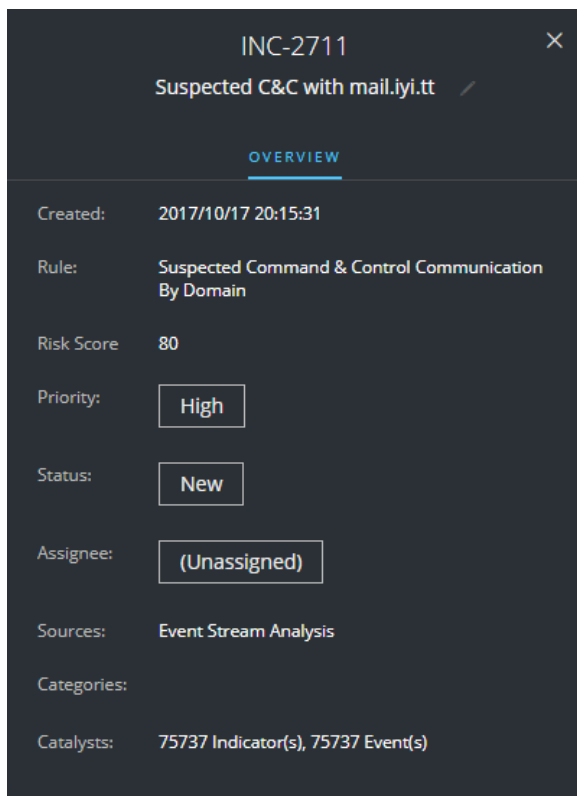 INC-2711
Suspected C&C with mail.iyi.tt
OVERVIEW
Created: 2017/10/17 20:15:31
Rule: Suspected Command & Control Communication
By Domain
Risk Score 80
Priority: High
Status: New
Assignee: (Unassigned)
Sources: Event Stream Analysis
Categories:
Catalysts: 75737 Indicator(s), 75737 Event(s)